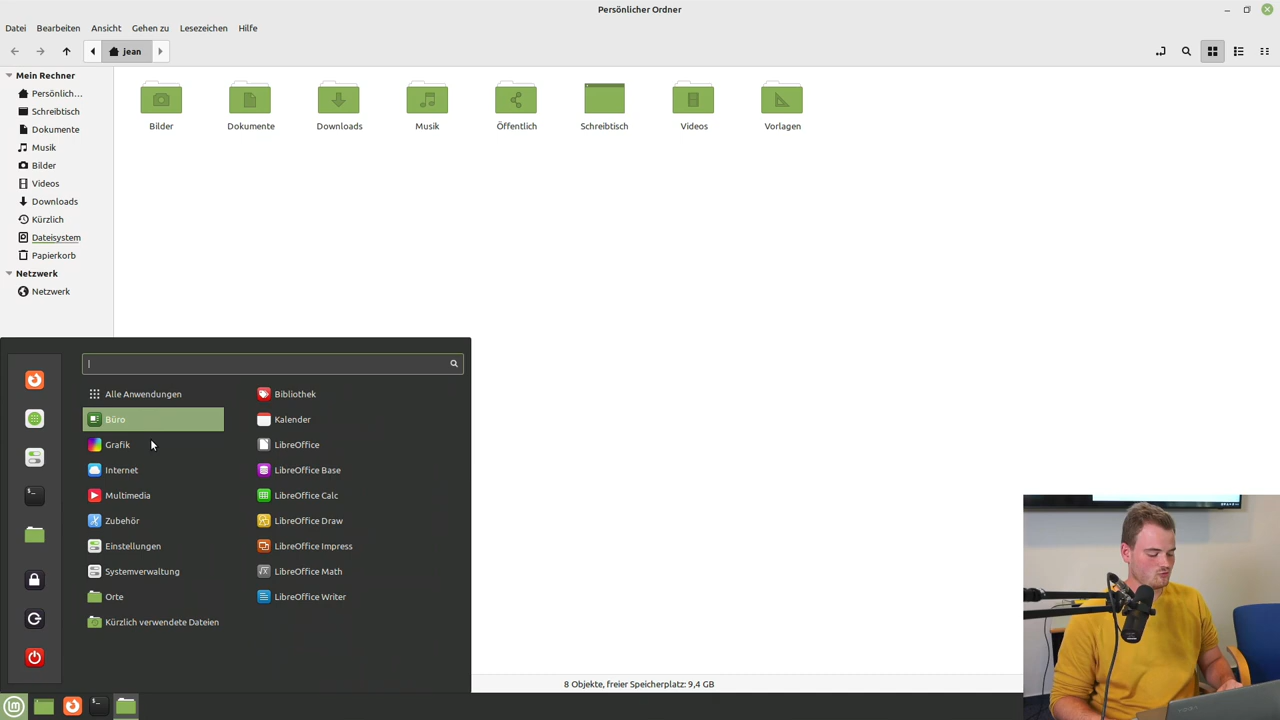 Persönlicher Ordner
Datei Bearbeiten Ansicht Gehen zu Lesezeichen Hilfe
jean
Mein Rechner
Persönlich...
Schreibtisch
Dokumente
Musik
Bilder
Videos
Downloads
Kürzlich
Dateisystem
Papierkorb
Netzwerk
Netzwerk
Bilder Dokumente Downloads Musik Öffentlich Schreibtisch Videos Vorlagen
Alle Anwendungen
Büro
Grafik
Internet
Multimedia
Zubehör
Einstellungen
Systemverwaltung
Orte
Kürzlich verwendete Dateien
Bibliothek
Kalender
LibreOffice
LibreOffice Base
LibreOffice Calc
LibreOffice Draw
LibreOffice Impress
LibreOffice Math
LibreOffice Writer
8 Objekte, freier Speicherplatz: 9,4 GB